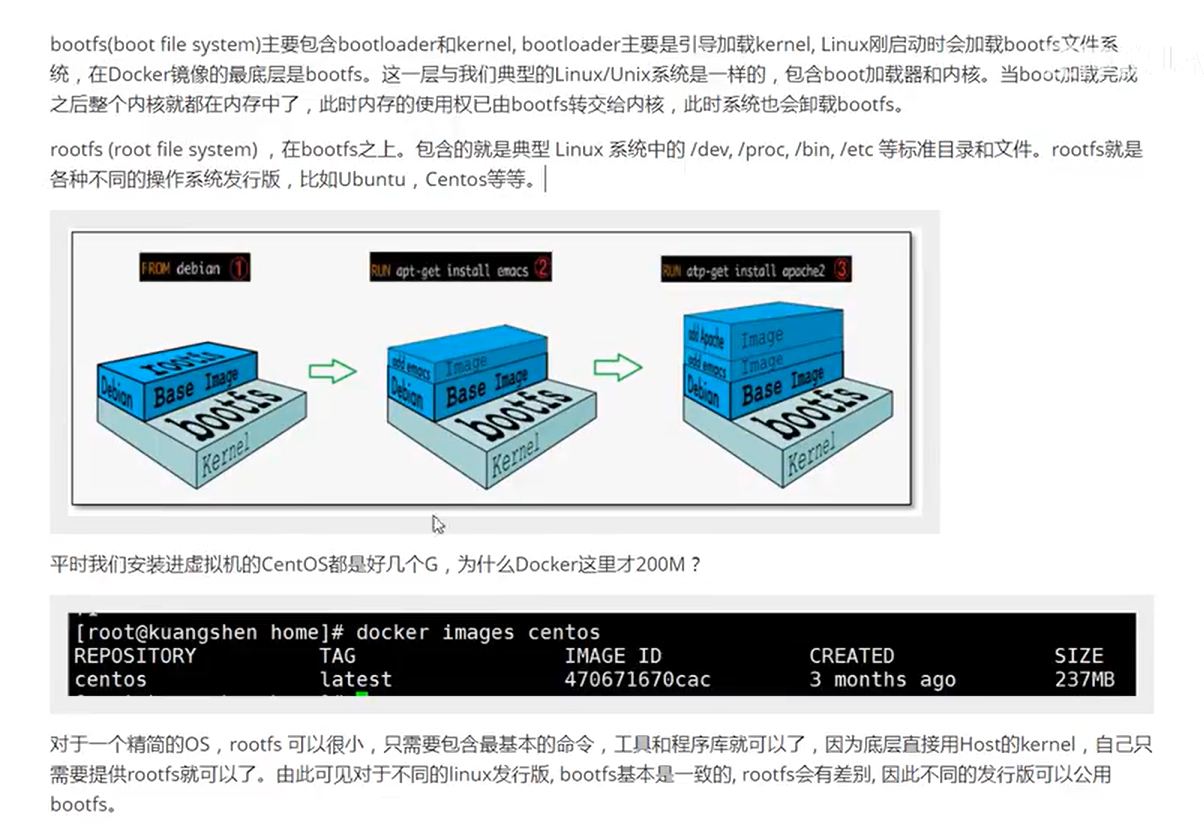 bootfs(boot file system)主要包含bootloader和kernel, bootloader主要是引导加载kernel, Linux刚启动时会加载bootfs文件系
统，在Docker镜像的最底层是bootfs。这一层与我们典型的Linux/Unix系统是一样的，包含boot加载器和内核。当boot加载完成
之后整个内核就都在内存中了，此时内存的使用权已由bootfs转交给内核，此时系统也会卸载bootfs。
rootfs (root file system) ，在bootfs之上。包含的就是典型 Linux 系统中的 /dev, /proc, /bin, /etc 等标准目录和文件。rootfs就是
各种不同的操作系统发行版，比如Ubuntu，Centos等等。
FROM debian 1
RUN apt-get install emacs 2
RUN atp-get install apache2 3
rootfs
Debian Base Image
bootfs
Kernel
add emacs Image
Debian Base Image
bootfs
Kernel
add Apache Image
add emacs Image
Debian Base Image
bootfs
Kernel
平时我们安装进虚拟机的CentOS都是好几个G，为什么Docker这里才200M？
[root@kuangshen home]# docker images centos
REPOSITORY TAG IMAGE ID CREATED SIZE
centos latest 470671670cac 3 months ago 237MB
对于一个精简的OS，rootfs 可以很小，只需要包含最基本的命令，工具和程序库就可以了，因为底层直接用Host的kernel，自己只
需要提供rootfs就可以了。由此可见对于不同的linux发行版, bootfs基本是一致的, rootfs会有差别, 因此不同的发行版可以公用
bootfs。